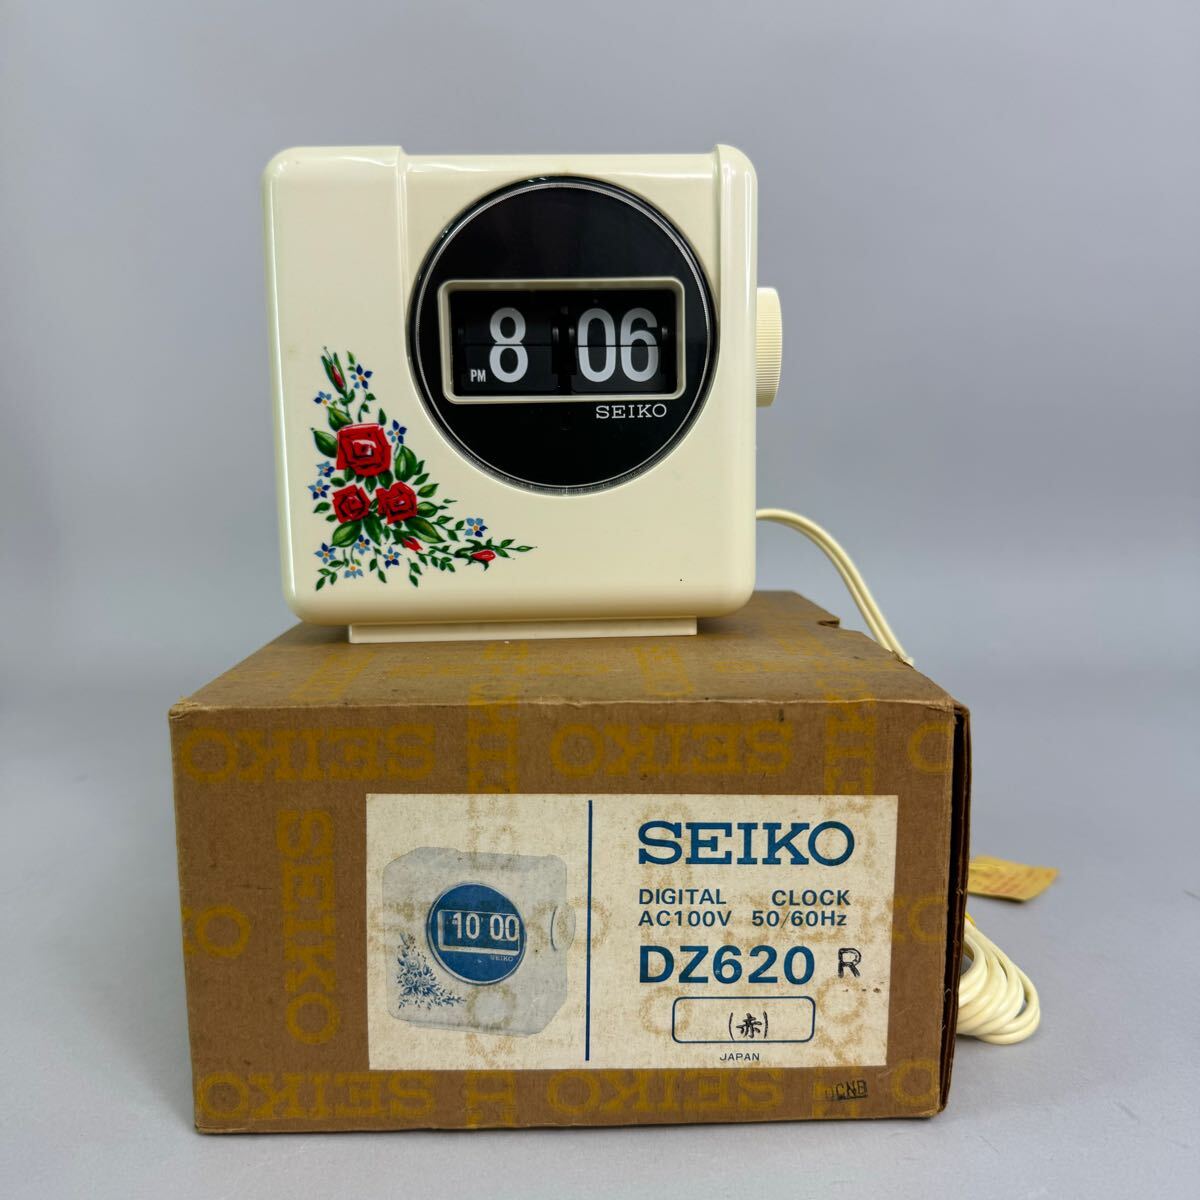 PM 8 06
SEIKO
SEIKO SEIKO
SEIKO
10 00
SEIKO
SEIKO
DIGITAL CLOCK
AC100V 50/60Hz
DZ620 R
(赤)
JAPAN
SEIKO SEIKO